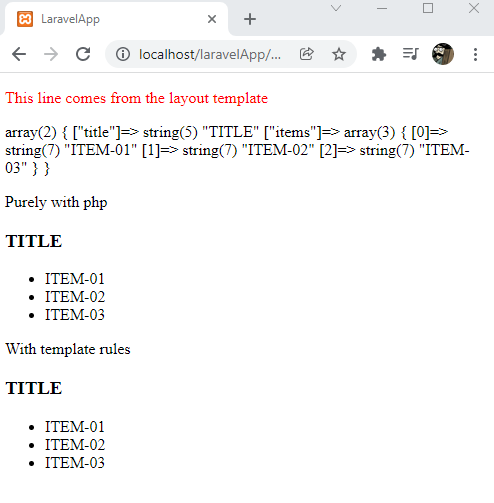 LaravelApp
localhost/laravelApp/...
This line comes from the layout template
array(2) { ["title"]=> string(5) "TITLE" ["items"]=> array(3) { [0]=>
string(7) "ITEM-01" [1]=> string(7) "ITEM-02" [2]=> string(7) "ITEM-
03" } }
Purely with php
TITLE
ITEM-01
ITEM-02
ITEM-03
With template rules
TITLE
ITEM-01
ITEM-02
ITEM-03